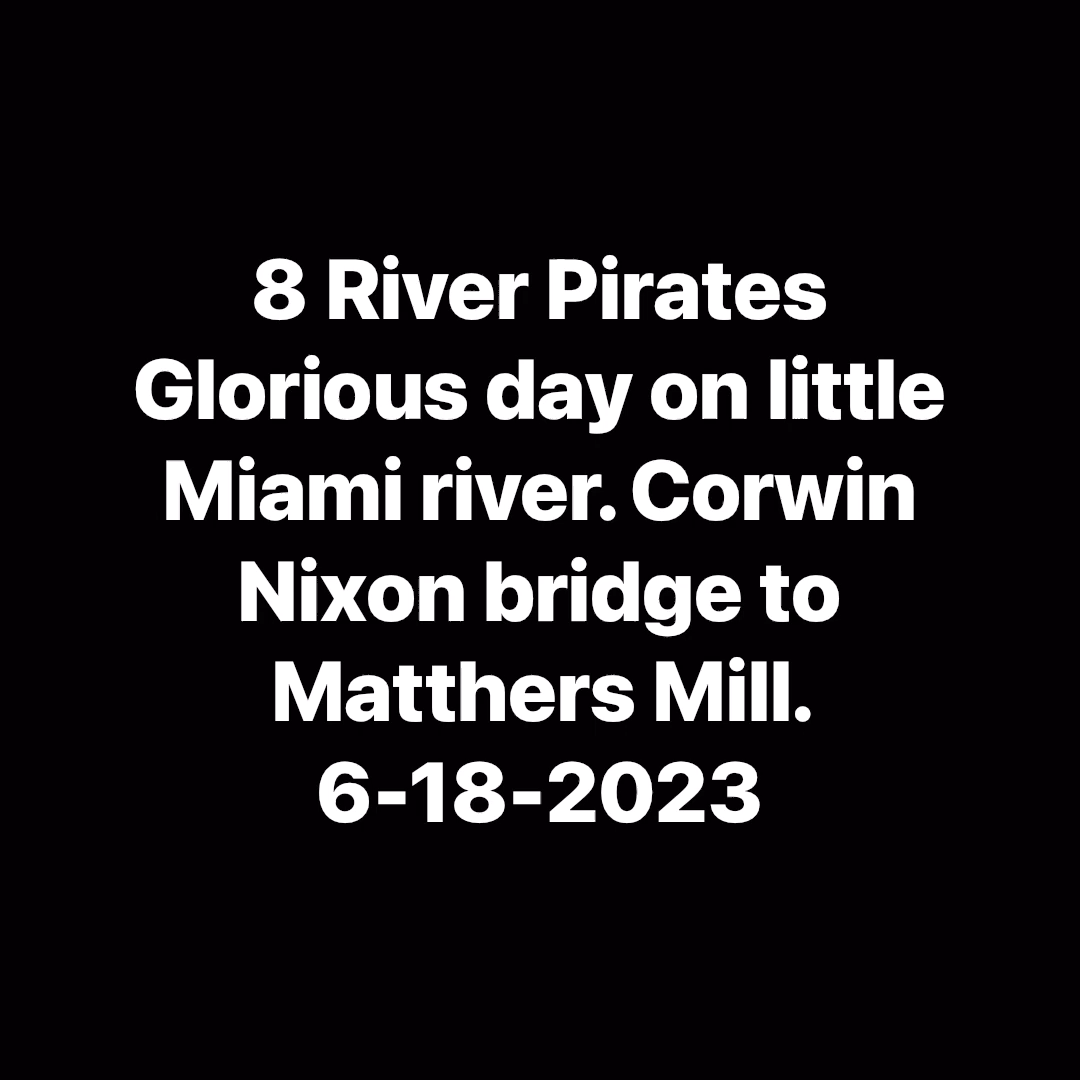 8 River Pirates
Glorious day on little
Miami river. Corwin
Nixon bridge to
Matthers Mill.
6-18-2023